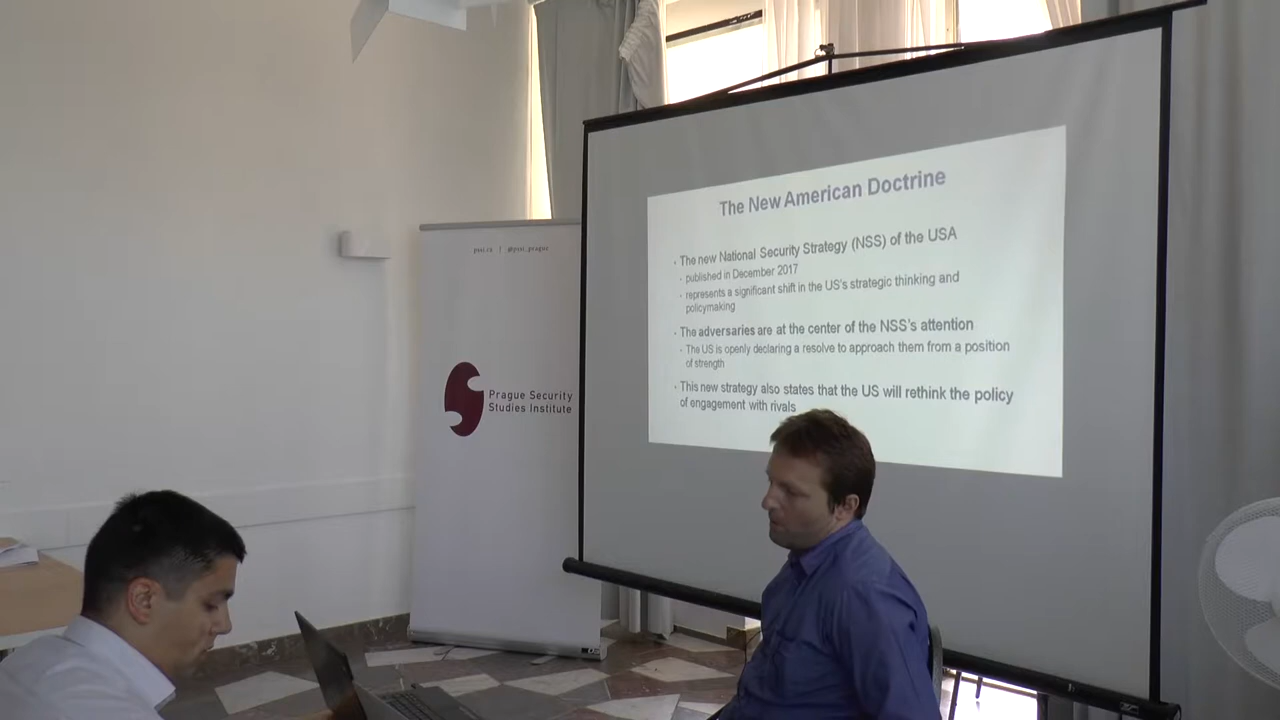 pssi.cz | @pssi_prague
Prague Security
Studies Institute
The New American Doctrine
The new National Security Strategy (NSS) of the USA
published in December 2017
represents a significant shift in the US's strategic thinking and
policymaking
The adversaries are at the center of the NSS's attention
The US is openly declaring a resolve to approach them from a position
of strength
This new strategy also states that the US will rethink the policy
of engagement with rivals